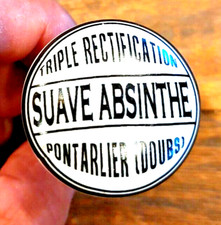 TRIPLE RECTIFICATION
SUAVE ABSINTHE
PONTARLIER (DOUBS)